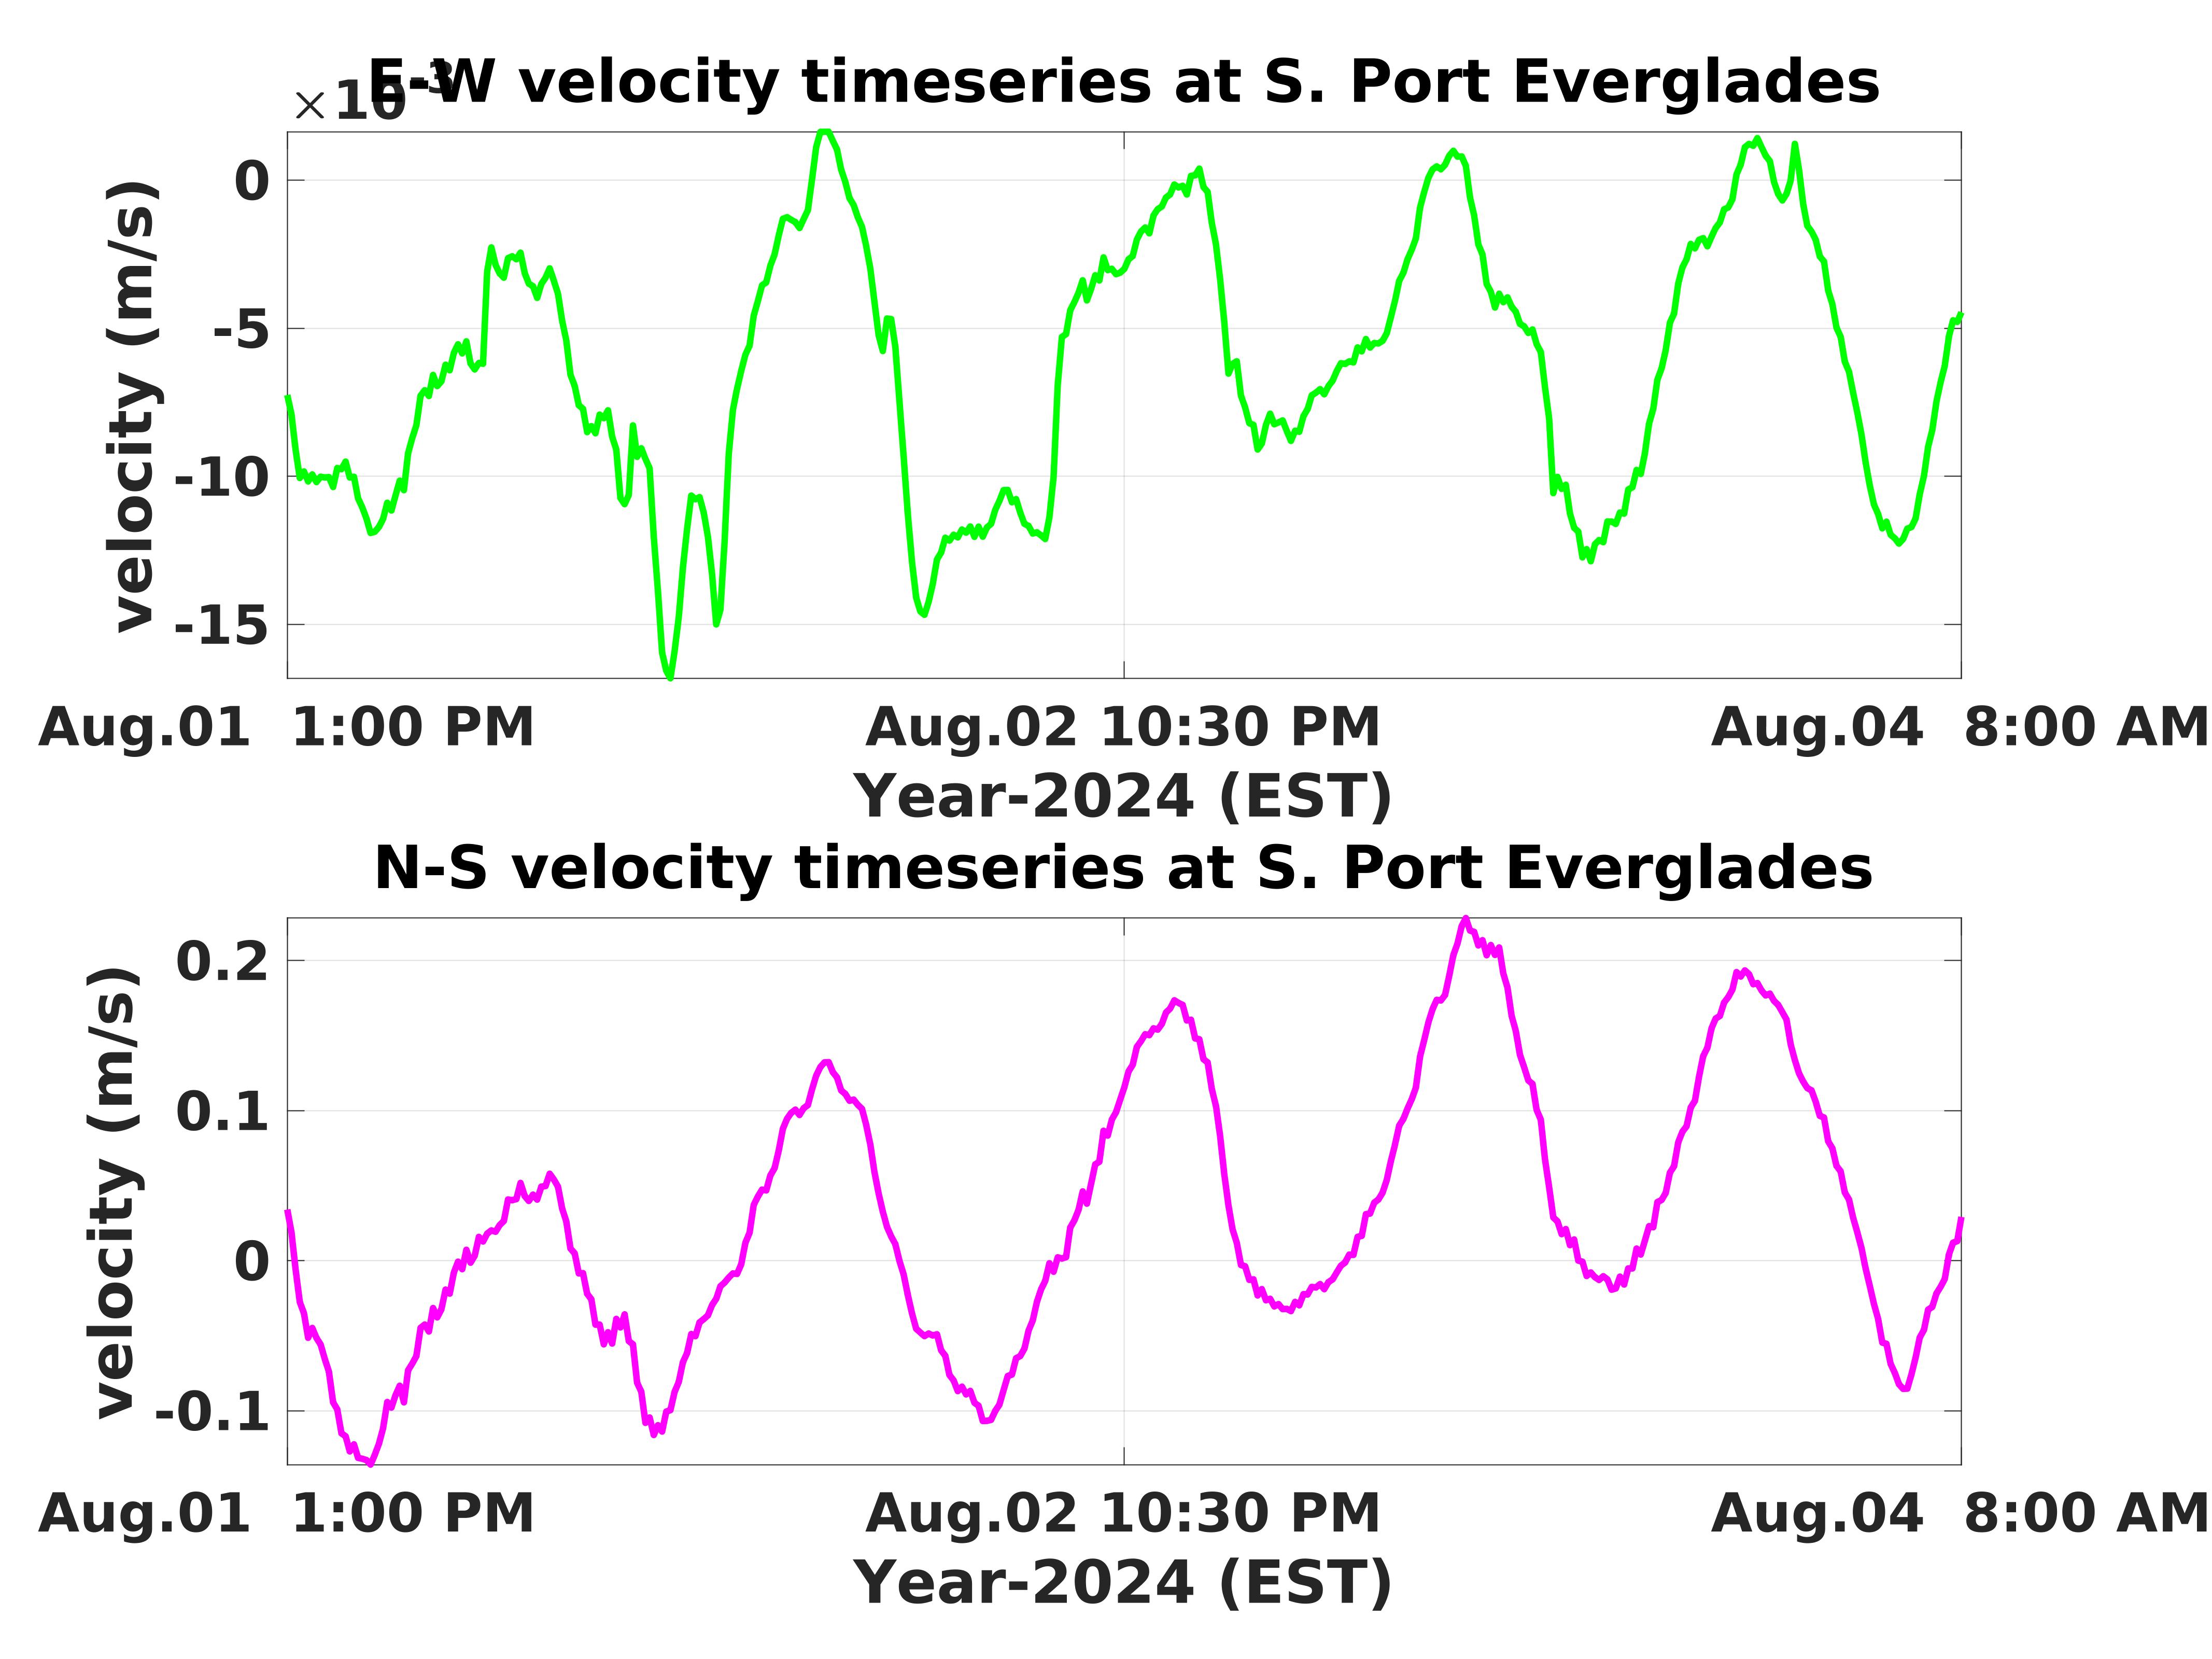 E-W velocity timeseries at S. Port Everglades
×10-3
velocity (m/s)
0
-5
-10
-15
Aug.01  1:00 PM Aug.02 10:30 PM Aug.04  8:00 AM
Year-2024 (EST)
N-S velocity timeseries at S. Port Everglades
velocity (m/s)
0.2
0.1
0
-0.1
Aug.01  1:00 PM Aug.02 10:30 PM Aug.04  8:00 AM
Year-2024 (EST)